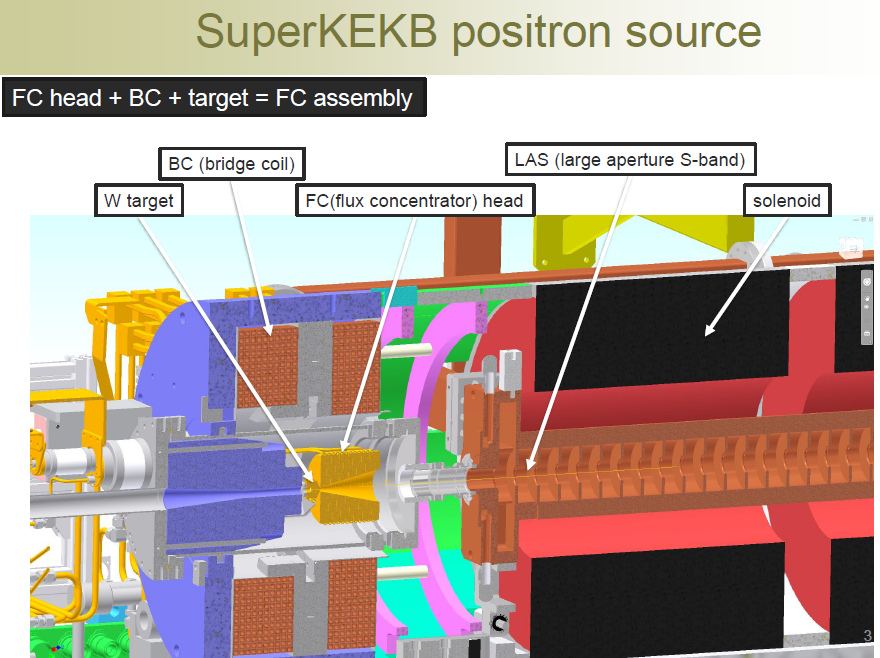 SuperKEKB positron source
FC head + BC + target = FC assembly
BC (bridge coil)
LAS (large aperture S-band)
W target
FC(flux concentrator) head
solenoid
3